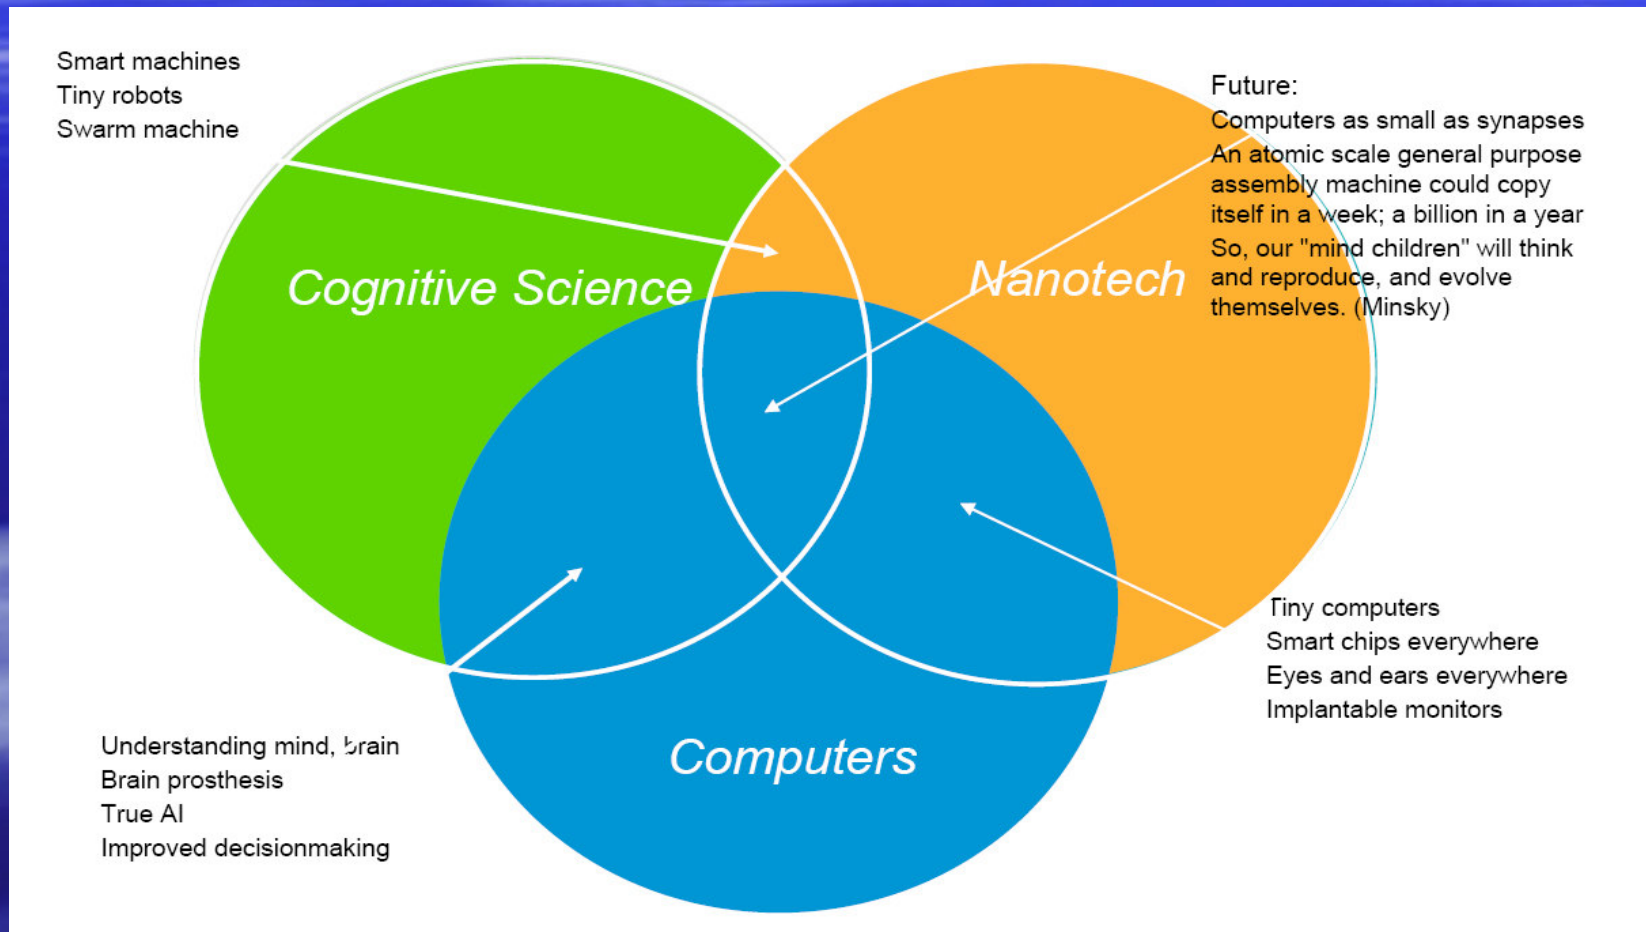 Smart machines
Tiny robots
Swarm machine
Future:
Computers as small as synapses
An atomic scale general purpose
assembly machine could copy
itself in a week; a billion in a year
So, our "mind children" will think
and reproduce, and evolve
themselves. (Minsky)
Cognitive Science
Nanotech
Tiny computers
Smart chips everywhere
Eyes and ears everywhere
Implantable monitors
Understanding mind, brain
Brain prosthesis
True AI
Improved decisionmaking
Computers